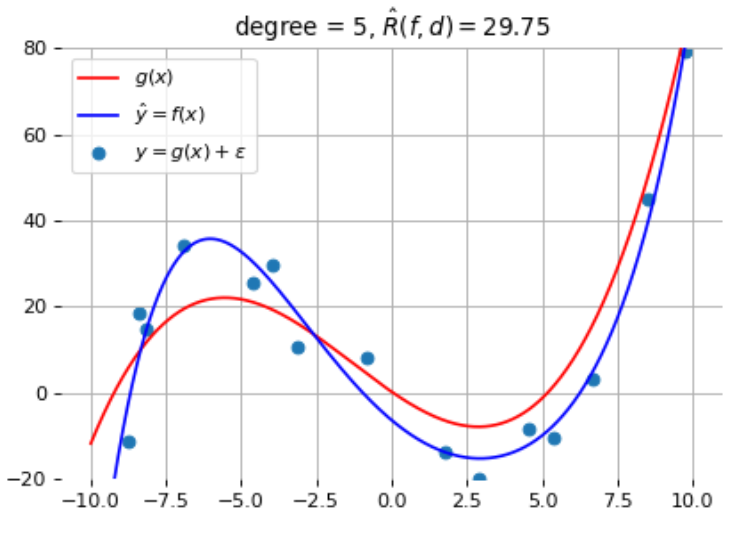 degree = 5, R̂(f, d) = 29.75
80
60
40
20
0
−20
g(x)
ŷ = f(x)
y = g(x) + ε
−10.0 −7.5 −5.0 −2.5 0.0 2.5 5.0 7.5 10.0